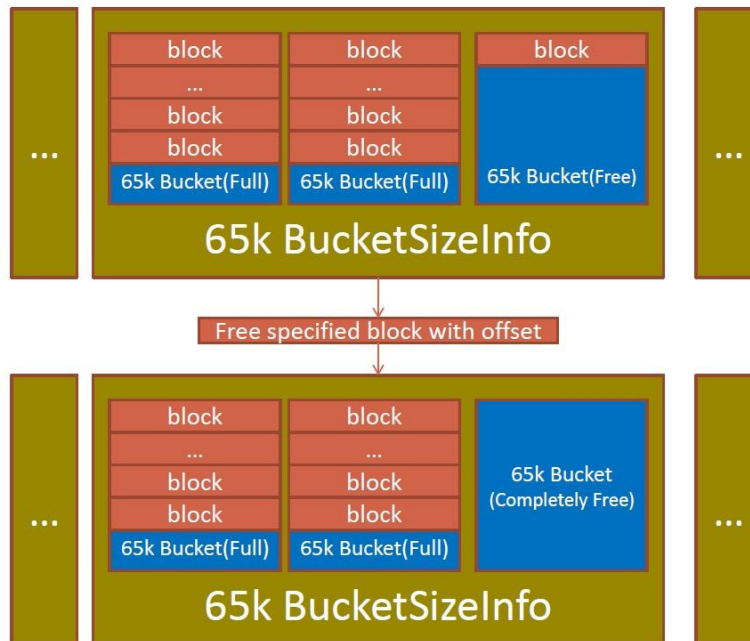 ...
block
...
block
block
65k Bucket(Full)
block
...
block
block
65k Bucket(Full)
block
65k Bucket(Free)
65k BucketSizeInfo
...
Free specified block with offset
...
block
...
block
block
65k Bucket(Full)
block
...
block
block
65k Bucket(Full)
65k Bucket
(Completely Free)
65k BucketSizeInfo
...